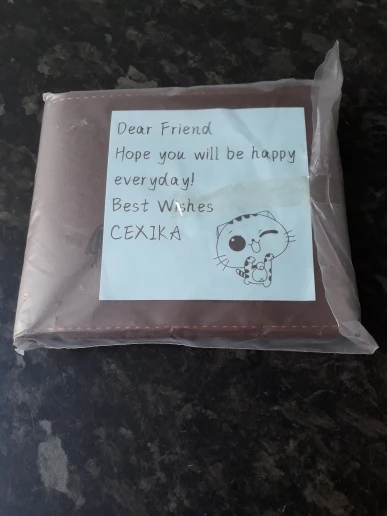 Dear Friend
Hope you will be happy
everyday!
Best Wishes
CEXIKA